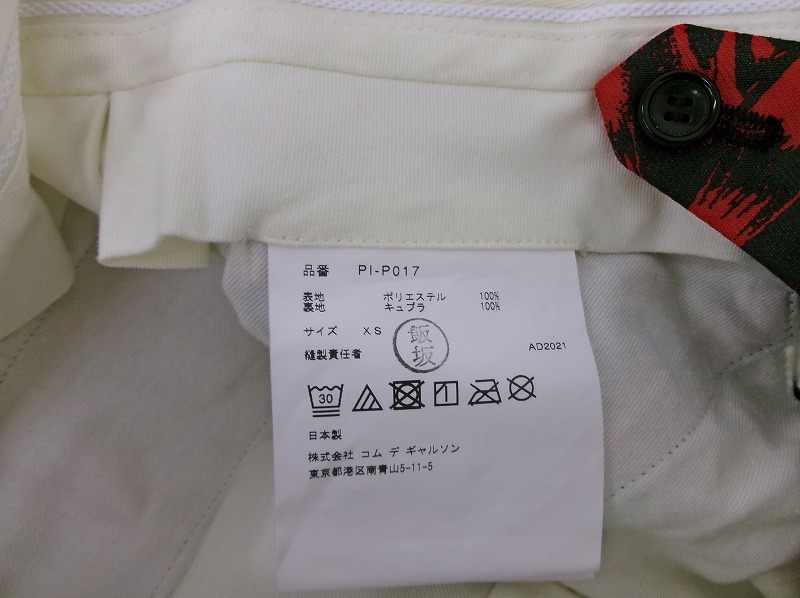 品番 PI-P017
表地 ポリエステル 100%
裏地 キュプラ 100%
サイズ XS
縫製責任者 飯坂 AD2021
30
日本製
株式会社 コム デ ギャルソン
東京都港区南青山5-11-5